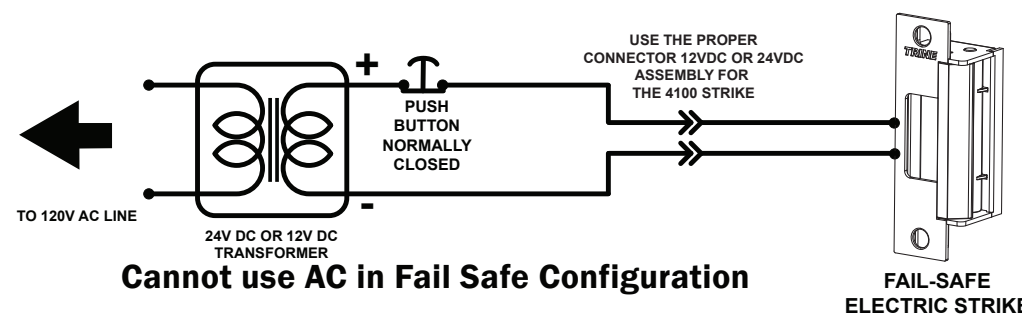 USE THE PROPER
CONNECTOR 12VDC OR 24VDC
ASSEMBLY FOR
THE 4100 STRIKE
TRINE
+
PUSH
BUTTON
NORMALLY
CLOSED
-
TO 120V AC LINE
24V DC OR 12V DC
TRANSFORMER
Cannot use AC in Fail Safe Configuration
FAIL-SAFE
ELECTRIC STRIKE